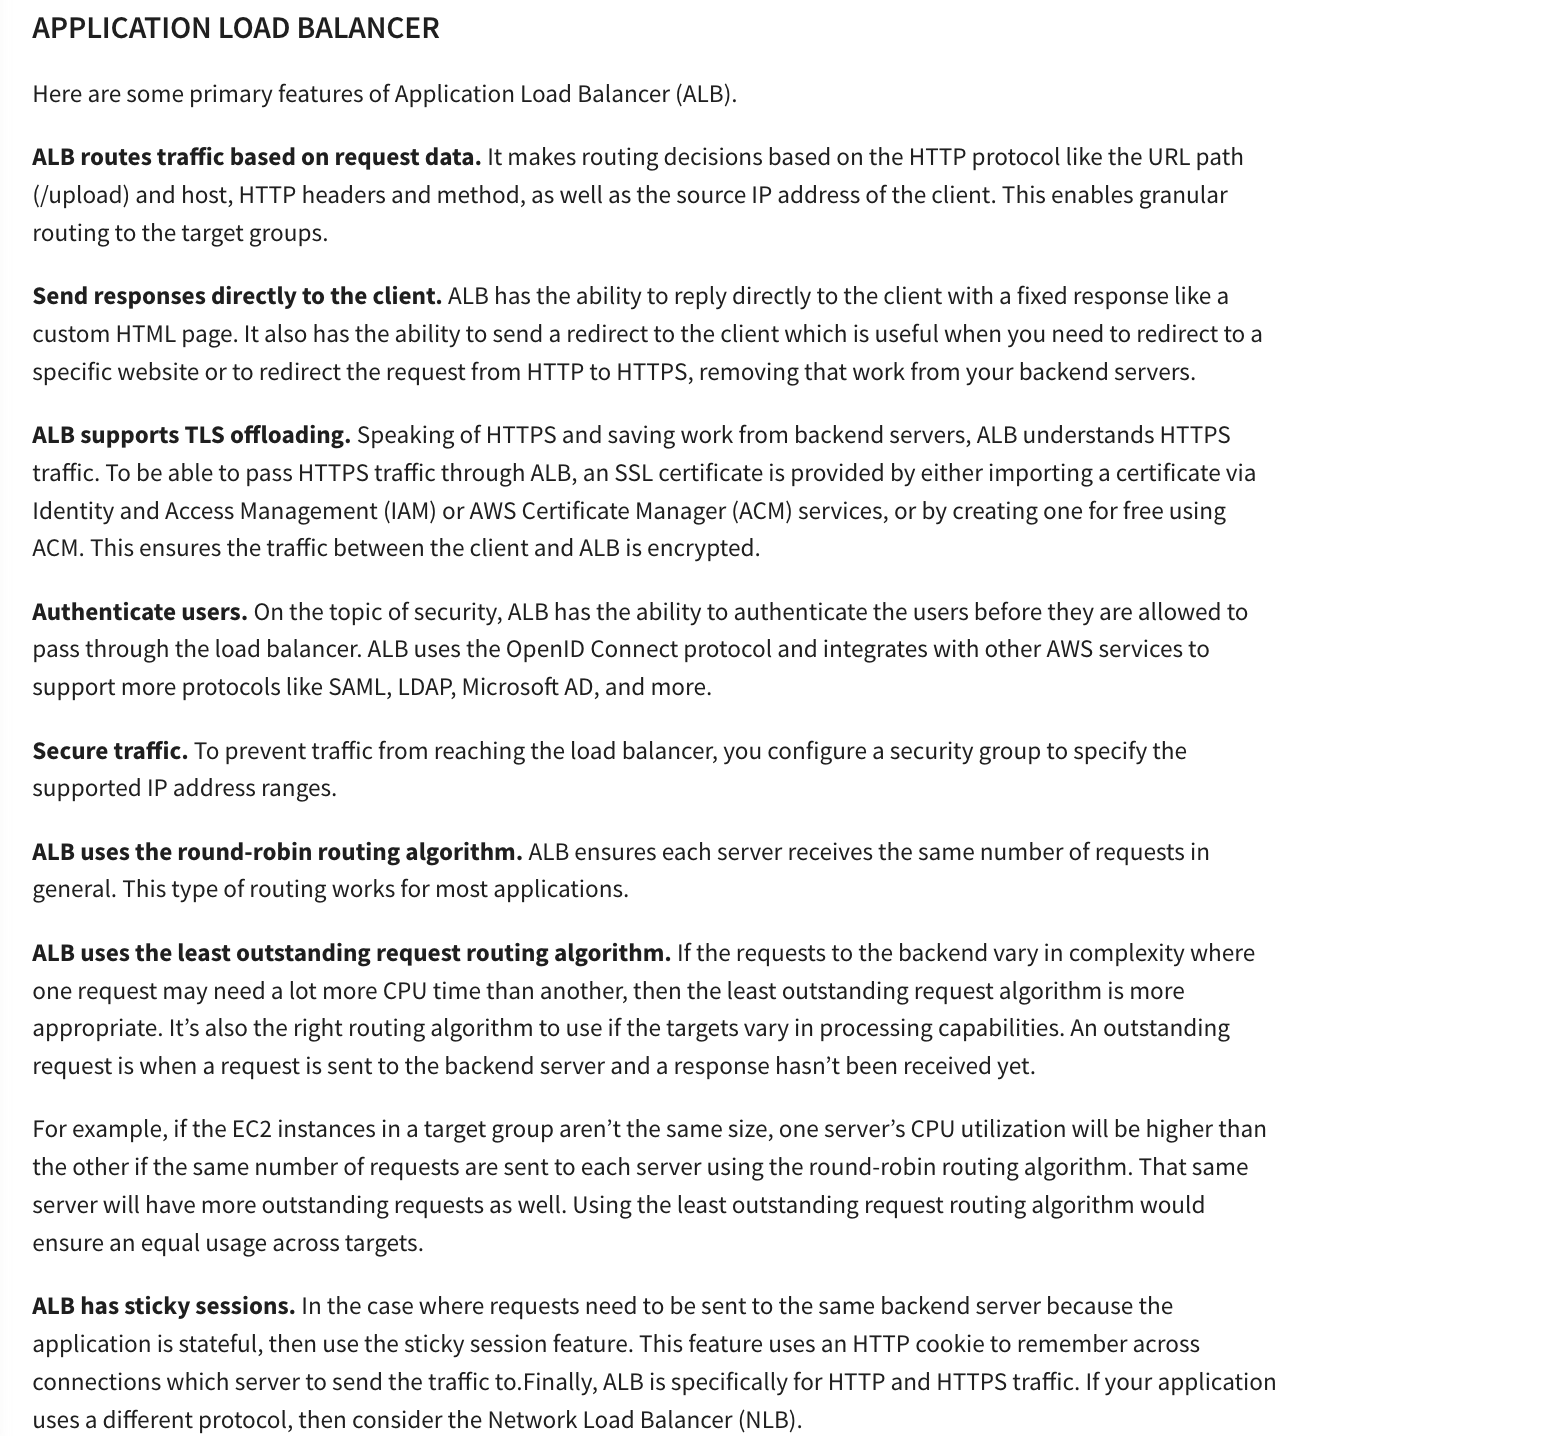 APPLICATION LOAD BALANCER
Here are some primary features of Application Load Balancer (ALB).
ALB routes traffic based on request data. It makes routing decisions based on the HTTP protocol like the URL path
(/upload) and host, HTTP headers and method, as well as the source IP address of the client. This enables granular
routing to the target groups.
Send responses directly to the client. ALB has the ability to reply directly to the client with a fixed response like a
custom HTML page. It also has the ability to send a redirect to the client which is useful when you need to redirect to a
specific website or to redirect the request from HTTP to HTTPS, removing that work from your backend servers.
ALB supports TLS offloading. Speaking of HTTPS and saving work from backend servers, ALB understands HTTPS
traffic. To be able to pass HTTPS traffic through ALB, an SSL certificate is provided by either importing a certificate via
Identity and Access Management (IAM) or AWS Certificate Manager (ACM) services, or by creating one for free using
ACM. This ensures the traffic between the client and ALB is encrypted.
Authenticate users. On the topic of security, ALB has the ability to authenticate the users before they are allowed to
pass through the load balancer. ALB uses the OpenID Connect protocol and integrates with other AWS services to
support more protocols like SAML, LDAP, Microsoft AD, and more.
Secure traffic. To prevent traffic from reaching the load balancer, you configure a security group to specify the
supported IP address ranges.
ALB uses the round-robin routing algorithm. ALB ensures each server receives the same number of requests in
general. This type of routing works for most applications.
ALB uses the least outstanding request routing algorithm. If the requests to the backend vary in complexity where
one request may need a lot more CPU time than another, then the least outstanding request algorithm is more
appropriate. It’s also the right routing algorithm to use if the targets vary in processing capabilities. An outstanding
request is when a request is sent to the backend server and a response hasn’t been received yet.
For example, if the EC2 instances in a target group aren’t the same size, one server’s CPU utilization will be higher than
the other if the same number of requests are sent to each server using the round-robin routing algorithm. That same
server will have more outstanding requests as well. Using the least outstanding request routing algorithm would
ensure an equal usage across targets.
ALB has sticky sessions. In the case where requests need to be sent to the same backend server because the
application is stateful, then use the sticky session feature. This feature uses an HTTP cookie to remember across
connections which server to send the traffic to.Finally, ALB is specifically for HTTP and HTTPS traffic. If your application
uses a different protocol, then consider the Network Load Balancer (NLB).